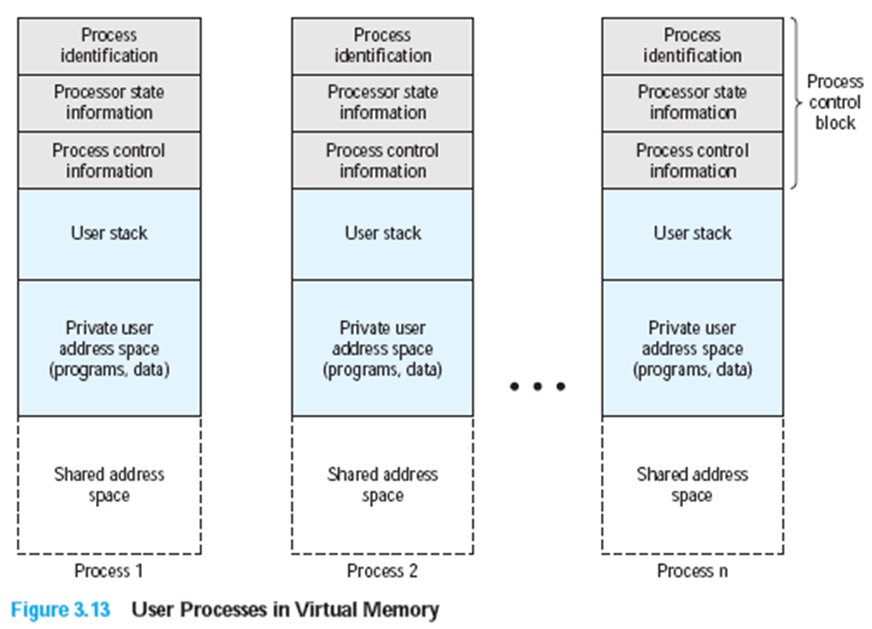 Process
identification
Processor state
information
Process control
information
User stack
Private user
address space
(programs, data)
Shared address
space
Process 1
Process
identification
Processor state
information
Process control
information
User stack
Private user
address space
(programs, data)
Shared address
space
Process 2
• • •
Process
identification
Processor state
information
Process control
information
User stack
Private user
address space
(programs, data)
Shared address
space
Process n
Process
control
block
Figure 3.13 User Processes in Virtual Memory